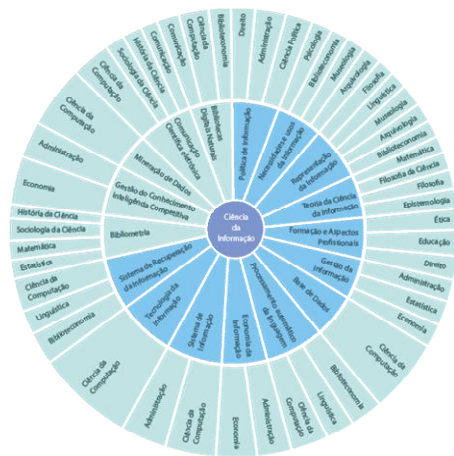 Ciência
da
Informação
Política de Informação
Necessidades e usos
da Informação
Representação
da Informação
Teoria da Ciência
da Informação
Formação e Aspectos
Profissionais
Gestão da
Informação
Base de Dados
Processamento automático
da linguagem
Economia da
Informação
Sistema de
Informação
Tecnologia da
Informação
Sistema de Recuperação
da informação
Bibliometria
Gestão do Conhecimento
Inteligência Competitiva
Mineração de Dados
Comunicação
Científica eletrônica
Bibliotecas
Digitais
Direito
Administração
Ciência Política
Psicologia
Biblioteconomia
Museologia
Arquivologia
Filosofia
Linguística
Museologia
Arquivologia
Biblioteconomia
Matemática
Filosofia da Ciência
Filosofia
Epistemologia
Ética
Educação
Direito
Administração
Estatística
Economia
Ciência da
Computação
Biblioteconomia
Linguística
Ciência da
Computação
Administração
Economia
Ciência da
Computação
Administração
Ciência da
Computação
Biblioteconomia
Linguística
Ciência da
Computação
Estatística
Matemática
Sociologia da Ciência
História da Ciência
Economia
Administração
Ciência da
Computação
Ciência da
Computação
Sociologia da Ciência
História da Ciência
Comunicação
Comunicação
Ciência da
Computação
Biblioteconomia